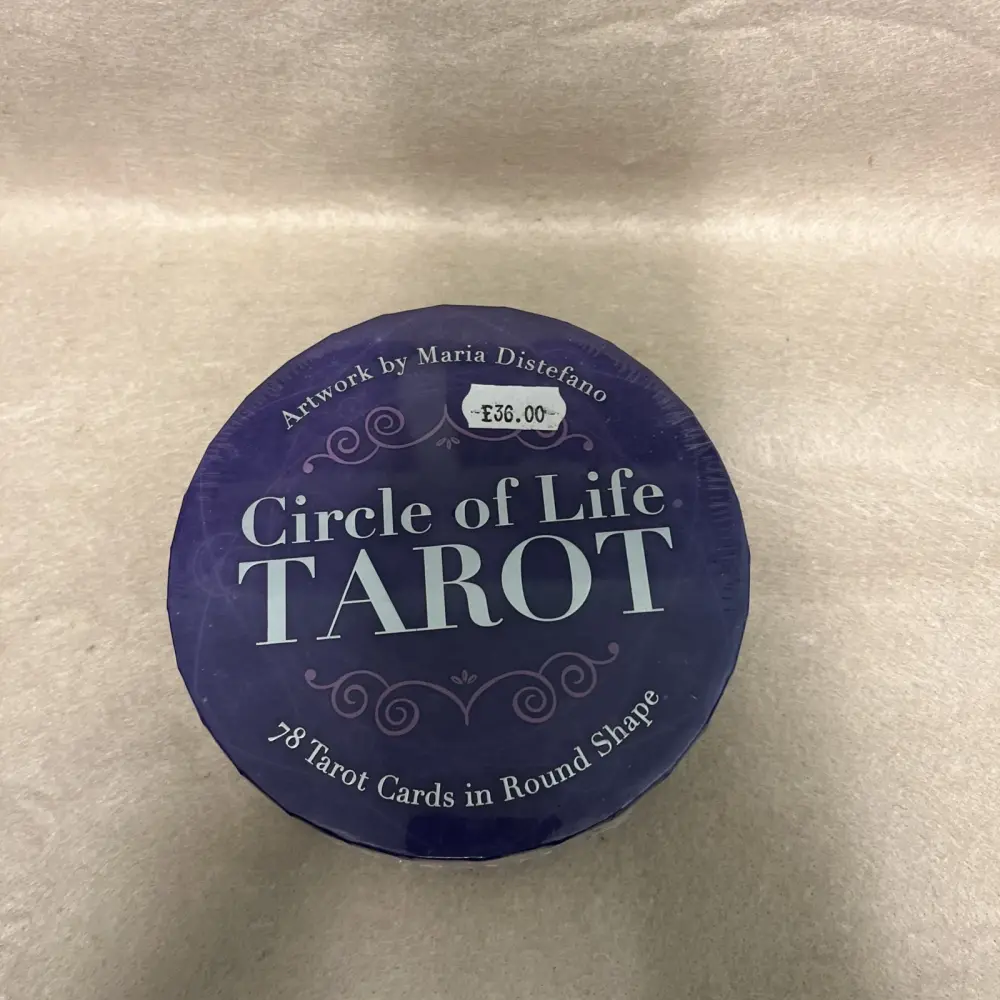 Artwork by Maria Distefano
-£36.00-
Circle of Life
TAROT
78 Tarot Cards in Round Shape